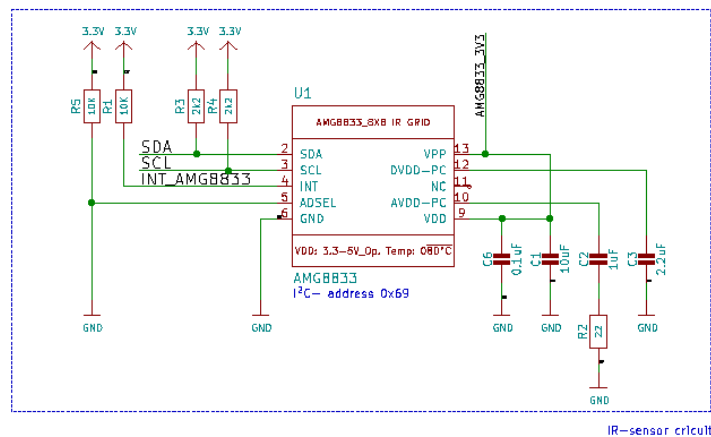 3.3V 3.3V 3.3V 3.3V
AMG8833_3V3
R5 10K R1 10K R3 2k2 R4 2k2
U1
AMG8833_8X8 IR GRID
SDA 2 SDA VPP 13
SCL 3 SCL DVDD-PC 12
INT_AMG8833 4 INT NC 11
5 ADSEL AVDD-PC 10
6 GND VDD 9
VDD: 3.3-5V_Op, Temp:
C6 0.1uF C1 10uF C2 1uF C3 2.2uF
AMG8833
I²C- address 0x69
GND GND GND GND GND
R2 22
GND
IR-sensor cricuit